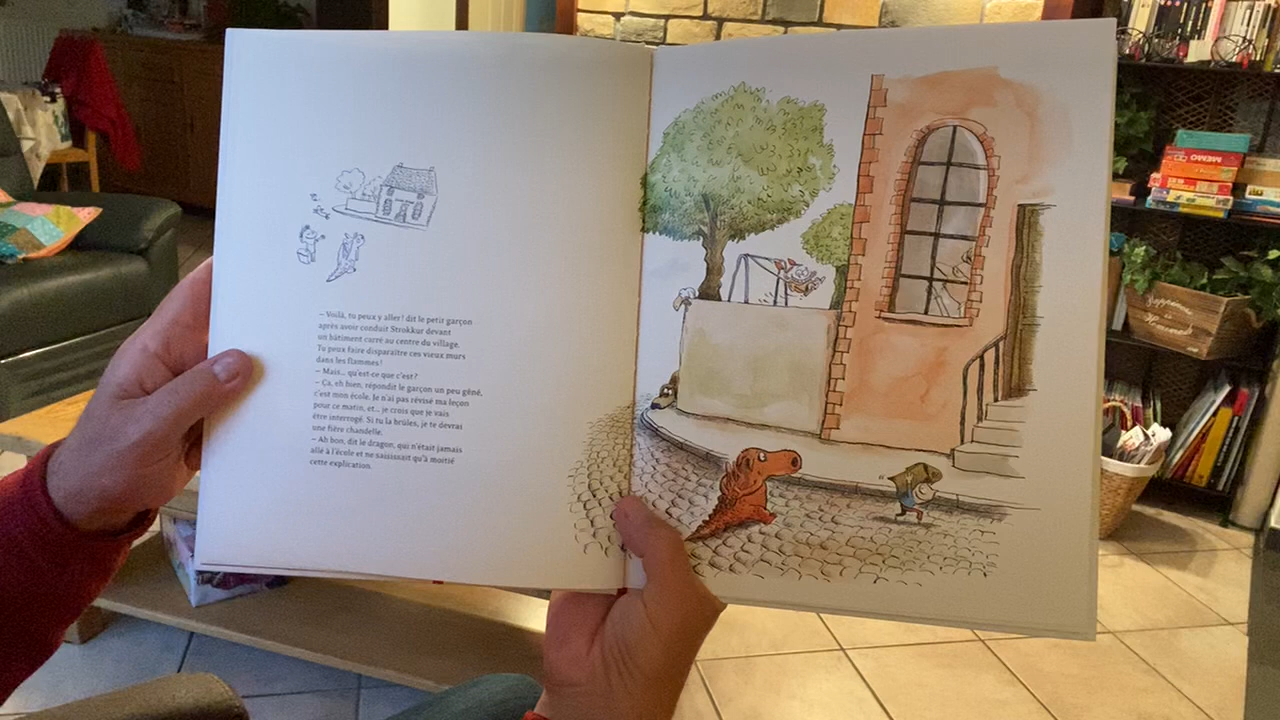 – Voilà, tu peux y aller ! dit le petit garçon
après avoir conduit Strokkur devant
un bâtiment carré au centre du village.
Tu peux faire disparaître ces vieux murs
dans les flammes !
– Mais... qu'est-ce que c'est ?
– Ça, eh bien, répondit le garçon un peu gêné,
c'est mon école. Je n'ai pas révisé ma leçon
pour ce matin, et... je crois que je vais
être interrogé. Si tu la brûles, je te devrai
une fière chandelle.
– Ah bon, dit le dragon, qui n'était jamais
allé à l'école et ne saisissait qu'à moitié
cette explication.
MEMO
Happiness
is
Homemade